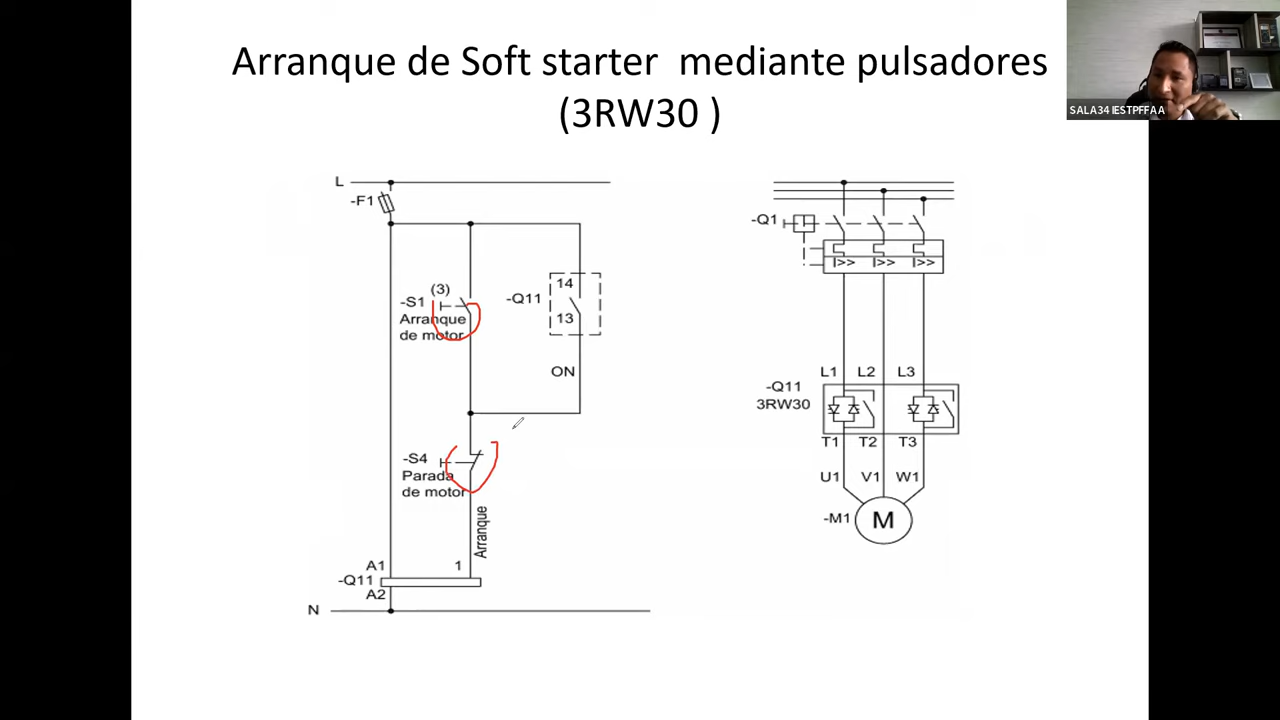 Arranque de Soft starter mediante pulsadores
(3RW30 )
SALA34 IESTPFFAA
L
-F1
(3)
-S1
Arranque
de motor
-Q11
14
13
ON
-S4
Parada
de motor
Arranque
A1
1
-Q11
A2
N
-Q1
I>> I>> I>>
L1 L2 L3
-Q11
3RW30
T1 T2 T3
U1 V1 W1
-M1
M